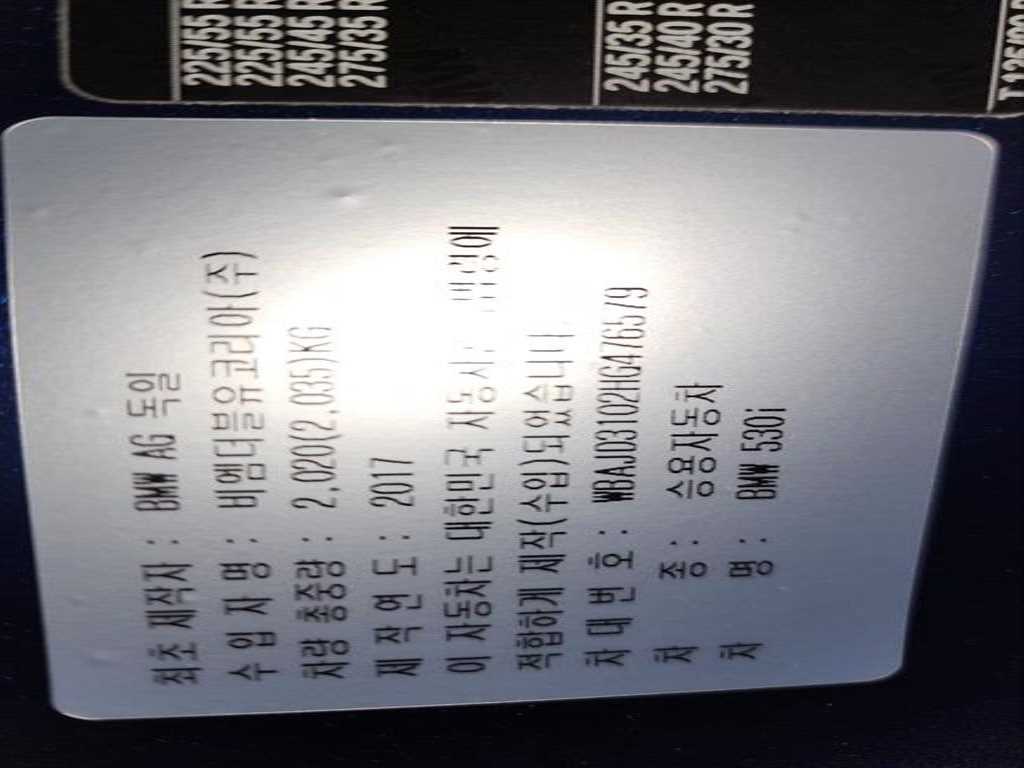 225/55 R
225/55 R
245/45 R
275/35 R
245/35 R
245/40 R
275/30 R
최초 제작자 : BMW AG 독일
수 입 자 명 : 비엠더블유코리아(주)
차량 총중량 : 2,020(2,035)KG
제 작 연 도 : 2017
이 자동차는 대한민국
적합하게 제작(수입)되었습니다
차 대 번 호 : WBAJD3102HG476579
차 종 : 승용자동차
차 명 : BMW 530i